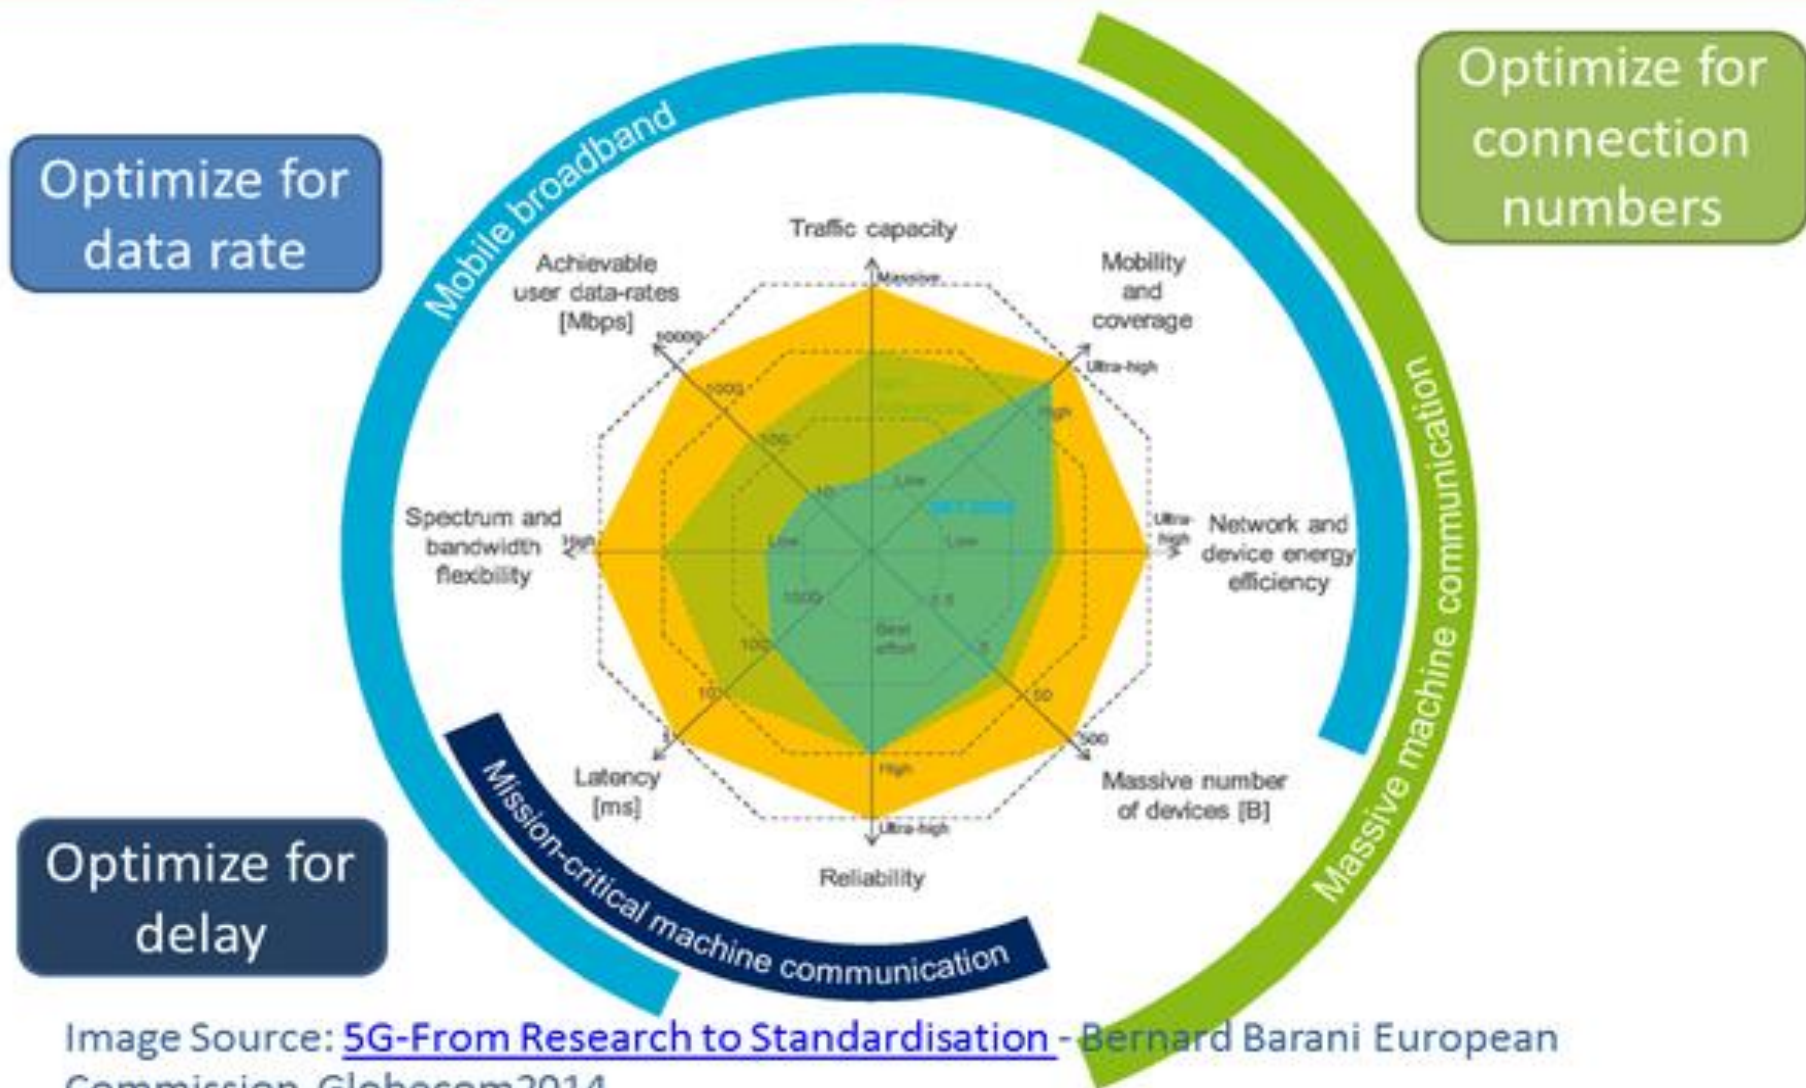 Optimize for
data rate
Optimize for
connection
numbers
Optimize for
delay
Mobile broadband
Massive machine communication
Mission-critical machine communication
Traffic capacity
Massive
Achievable
user data-rates
[Mbps]
10000
1000
100
10
Mobility
and
coverage
Ultra-high
High
Low
Spectrum and
bandwidth
flexibility
High
Low
Network and
device energy
efficiency
Ultra-
high
Low
Latency
[ms]
1000
100
10
1
Massive number
of devices [B]
5
50
500
Best
effort
High
Ultra-high
Reliability
Image Source: 5G-From Research to Standardisation - Bernard Barani European
Commission, Globecom2014